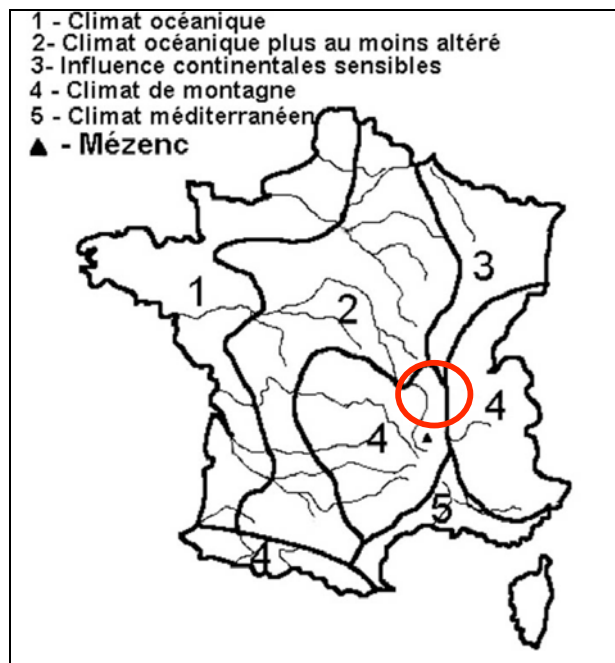 1 - Climat océanique
2- Climat océanique plus au moins altéré
3- Influence continentales sensibles
4 - Climat de montagne
5 - Climat méditerranéen
▲ - Mézenc
1
2
3
4
4
5
4